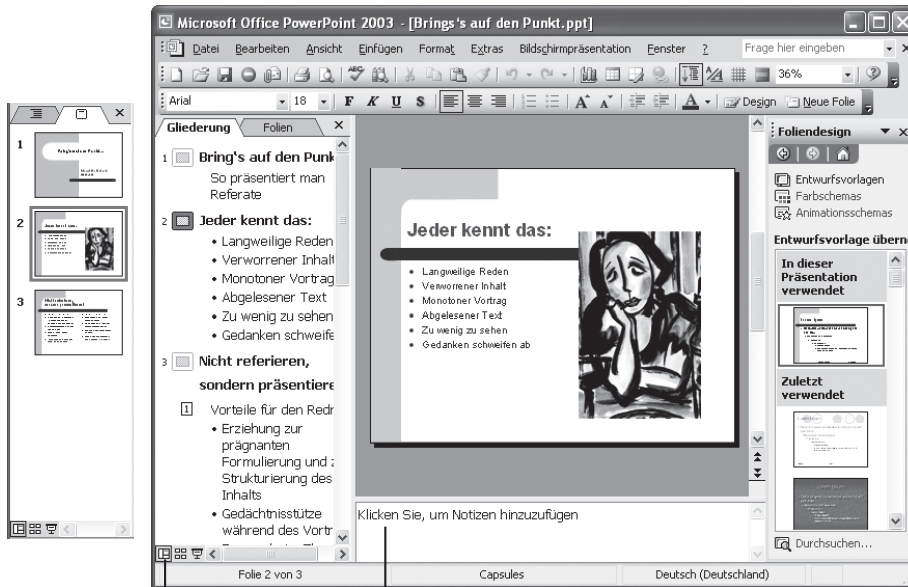 Microsoft Office PowerPoint 2003 - [Brings's auf den Punkt.ppt]
Datei Bearbeiten Ansicht Einfügen Format Extras Bildschirmpräsentation Fenster ? Frage hier eingeben
36%
Arial 18 F K U S A A A Design Neue Folie
Gliederung Folien
1 Bring's auf den Punk
So präsentiert man
Referate
2 Jeder kennt das:
• Langweilige Reden
• Verworrener Inhalt
• Monotoner Vortrag
• Abgelesener Text
• Zu wenig zu sehen
• Gedanken schweife
3 Nicht referieren,
sondern präsentiere
1 Vorteile für den Redr
• Erziehung zur
prägnanten
Formulierung und z
Strukturierung des
Inhalts
• Gedächtnisstütze
während des Vortr
1
2
3
Jeder kennt das:
• Langweilige Reden
• Verworrener Inhalt
• Monotoner Vortrag
• Abgelesener Text
• Zu wenig zu sehen
• Gedanken schweifen ab
Klicken Sie, um Notizen hinzuzufügen
Foliendesign
Entwurfsvorlagen
Farbschemas
Animationsschemas
Entwurfsvorlage überne
In dieser
Präsentation
verwendet
Zuletzt
verwendet
Durchsuchen...
Folie 2 von 3 Capsules Deutsch (Deutschland)